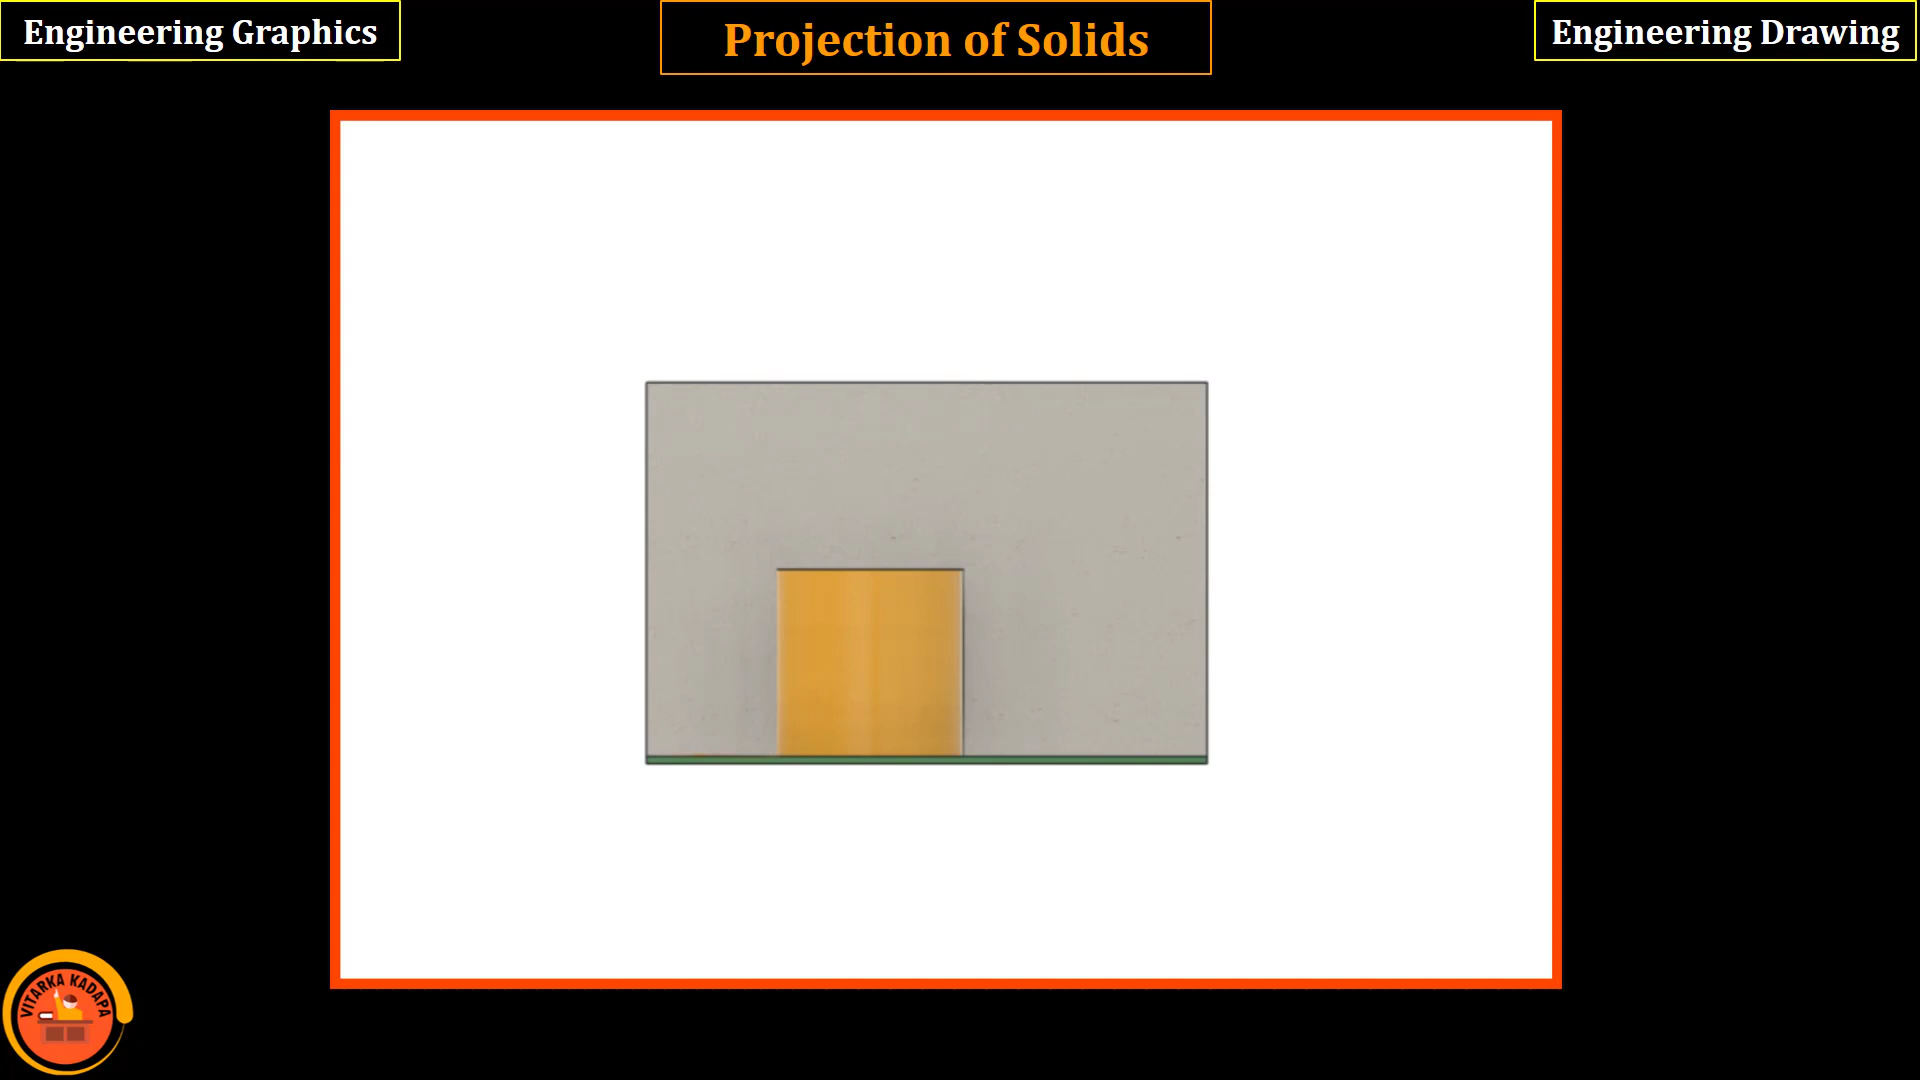 Engineering Graphics
Projection of Solids
Engineering Drawing
VITARKA KADAPA